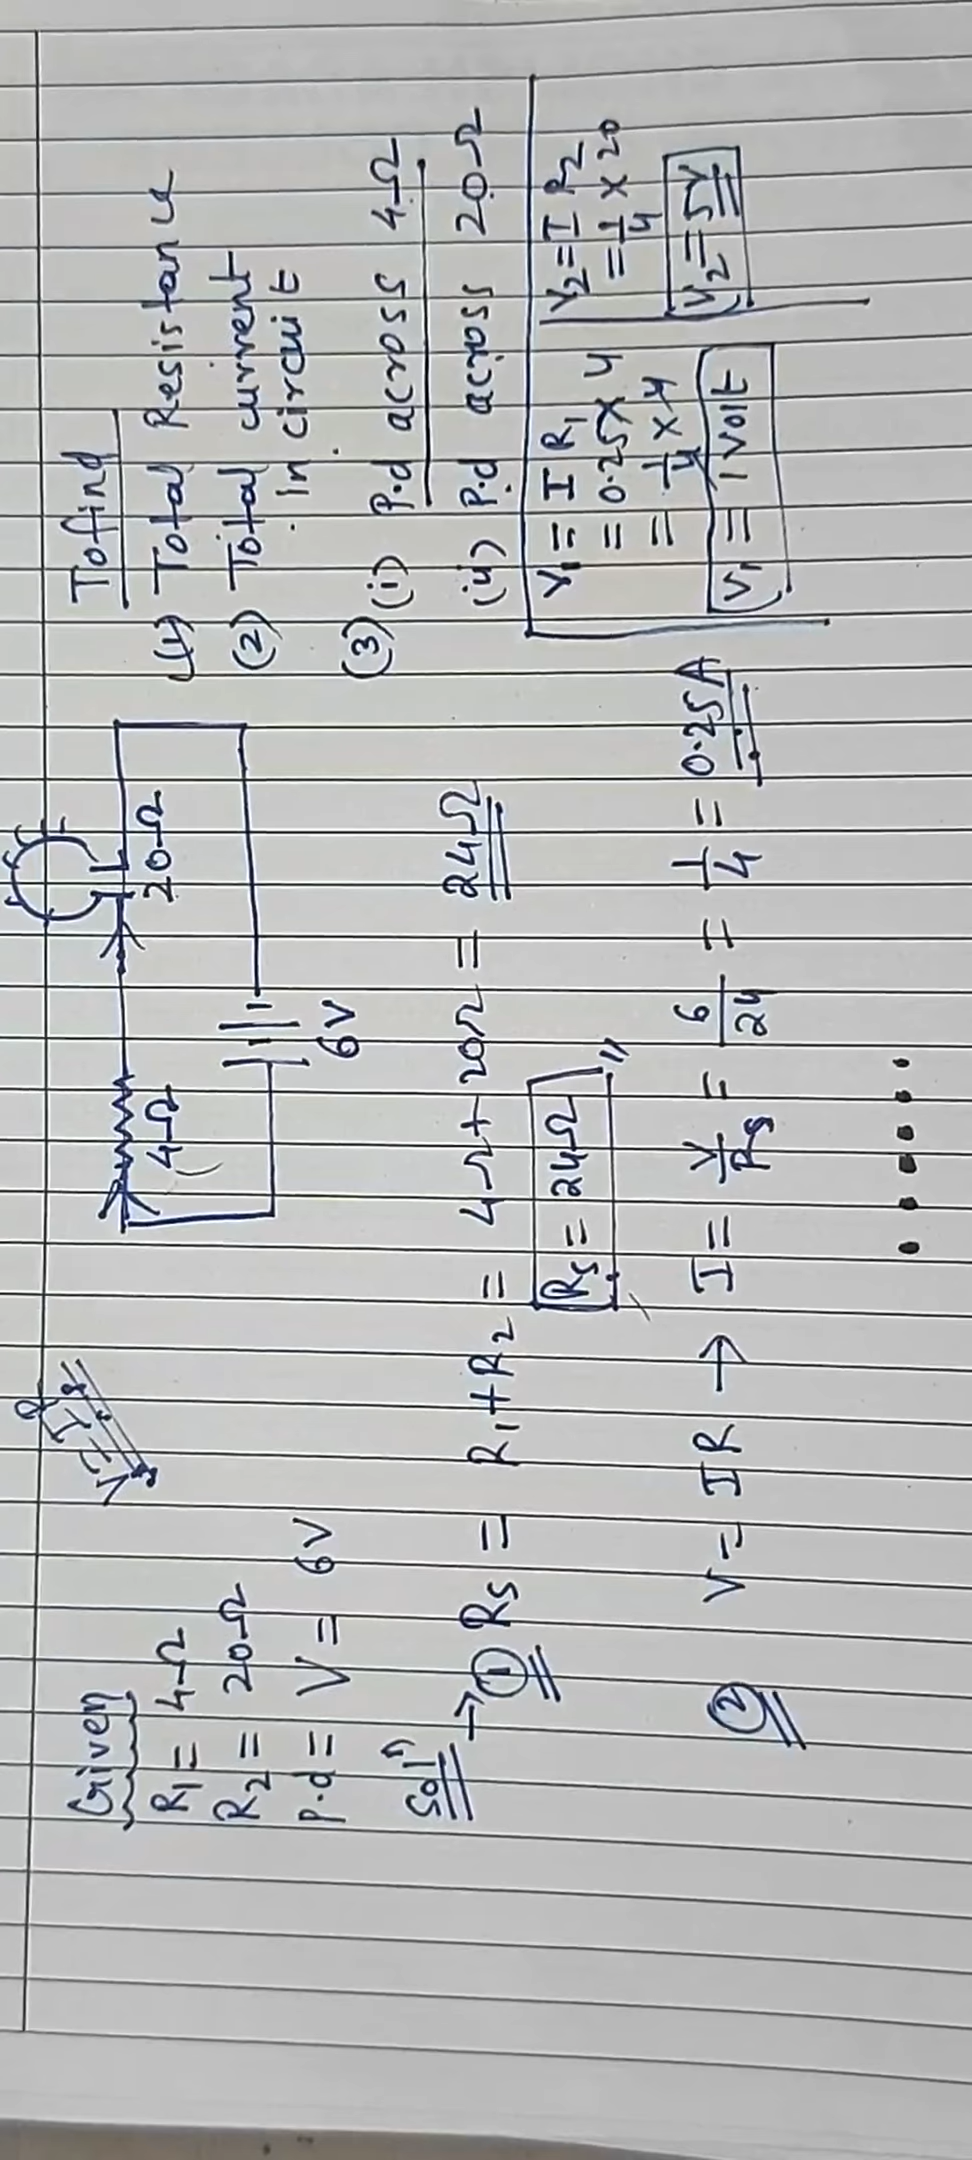 Given
R₁ = 4Ω
R₂ = 20Ω
P.d = V = 6V
V = I R
4Ω
20Ω
6V
To find
(1) Total Resistance
(2) Total current
in circuit
(3) (i) P.d across 4Ω
(ii) P.d across 20Ω
Solⁿ → ① Rs = R₁ + R₂ = 4Ω + 20Ω = 24Ω
Rs = 24Ω
② V = IR → I = V/Rs = 6/24 = 1/4 = 0.25A
V₁ = I R₁
= 0.25 × 4
= 1/4 × 4
V₁ = 1 volt
V₂ = I R₂
= 1/4 × 20
V₂ = 5V